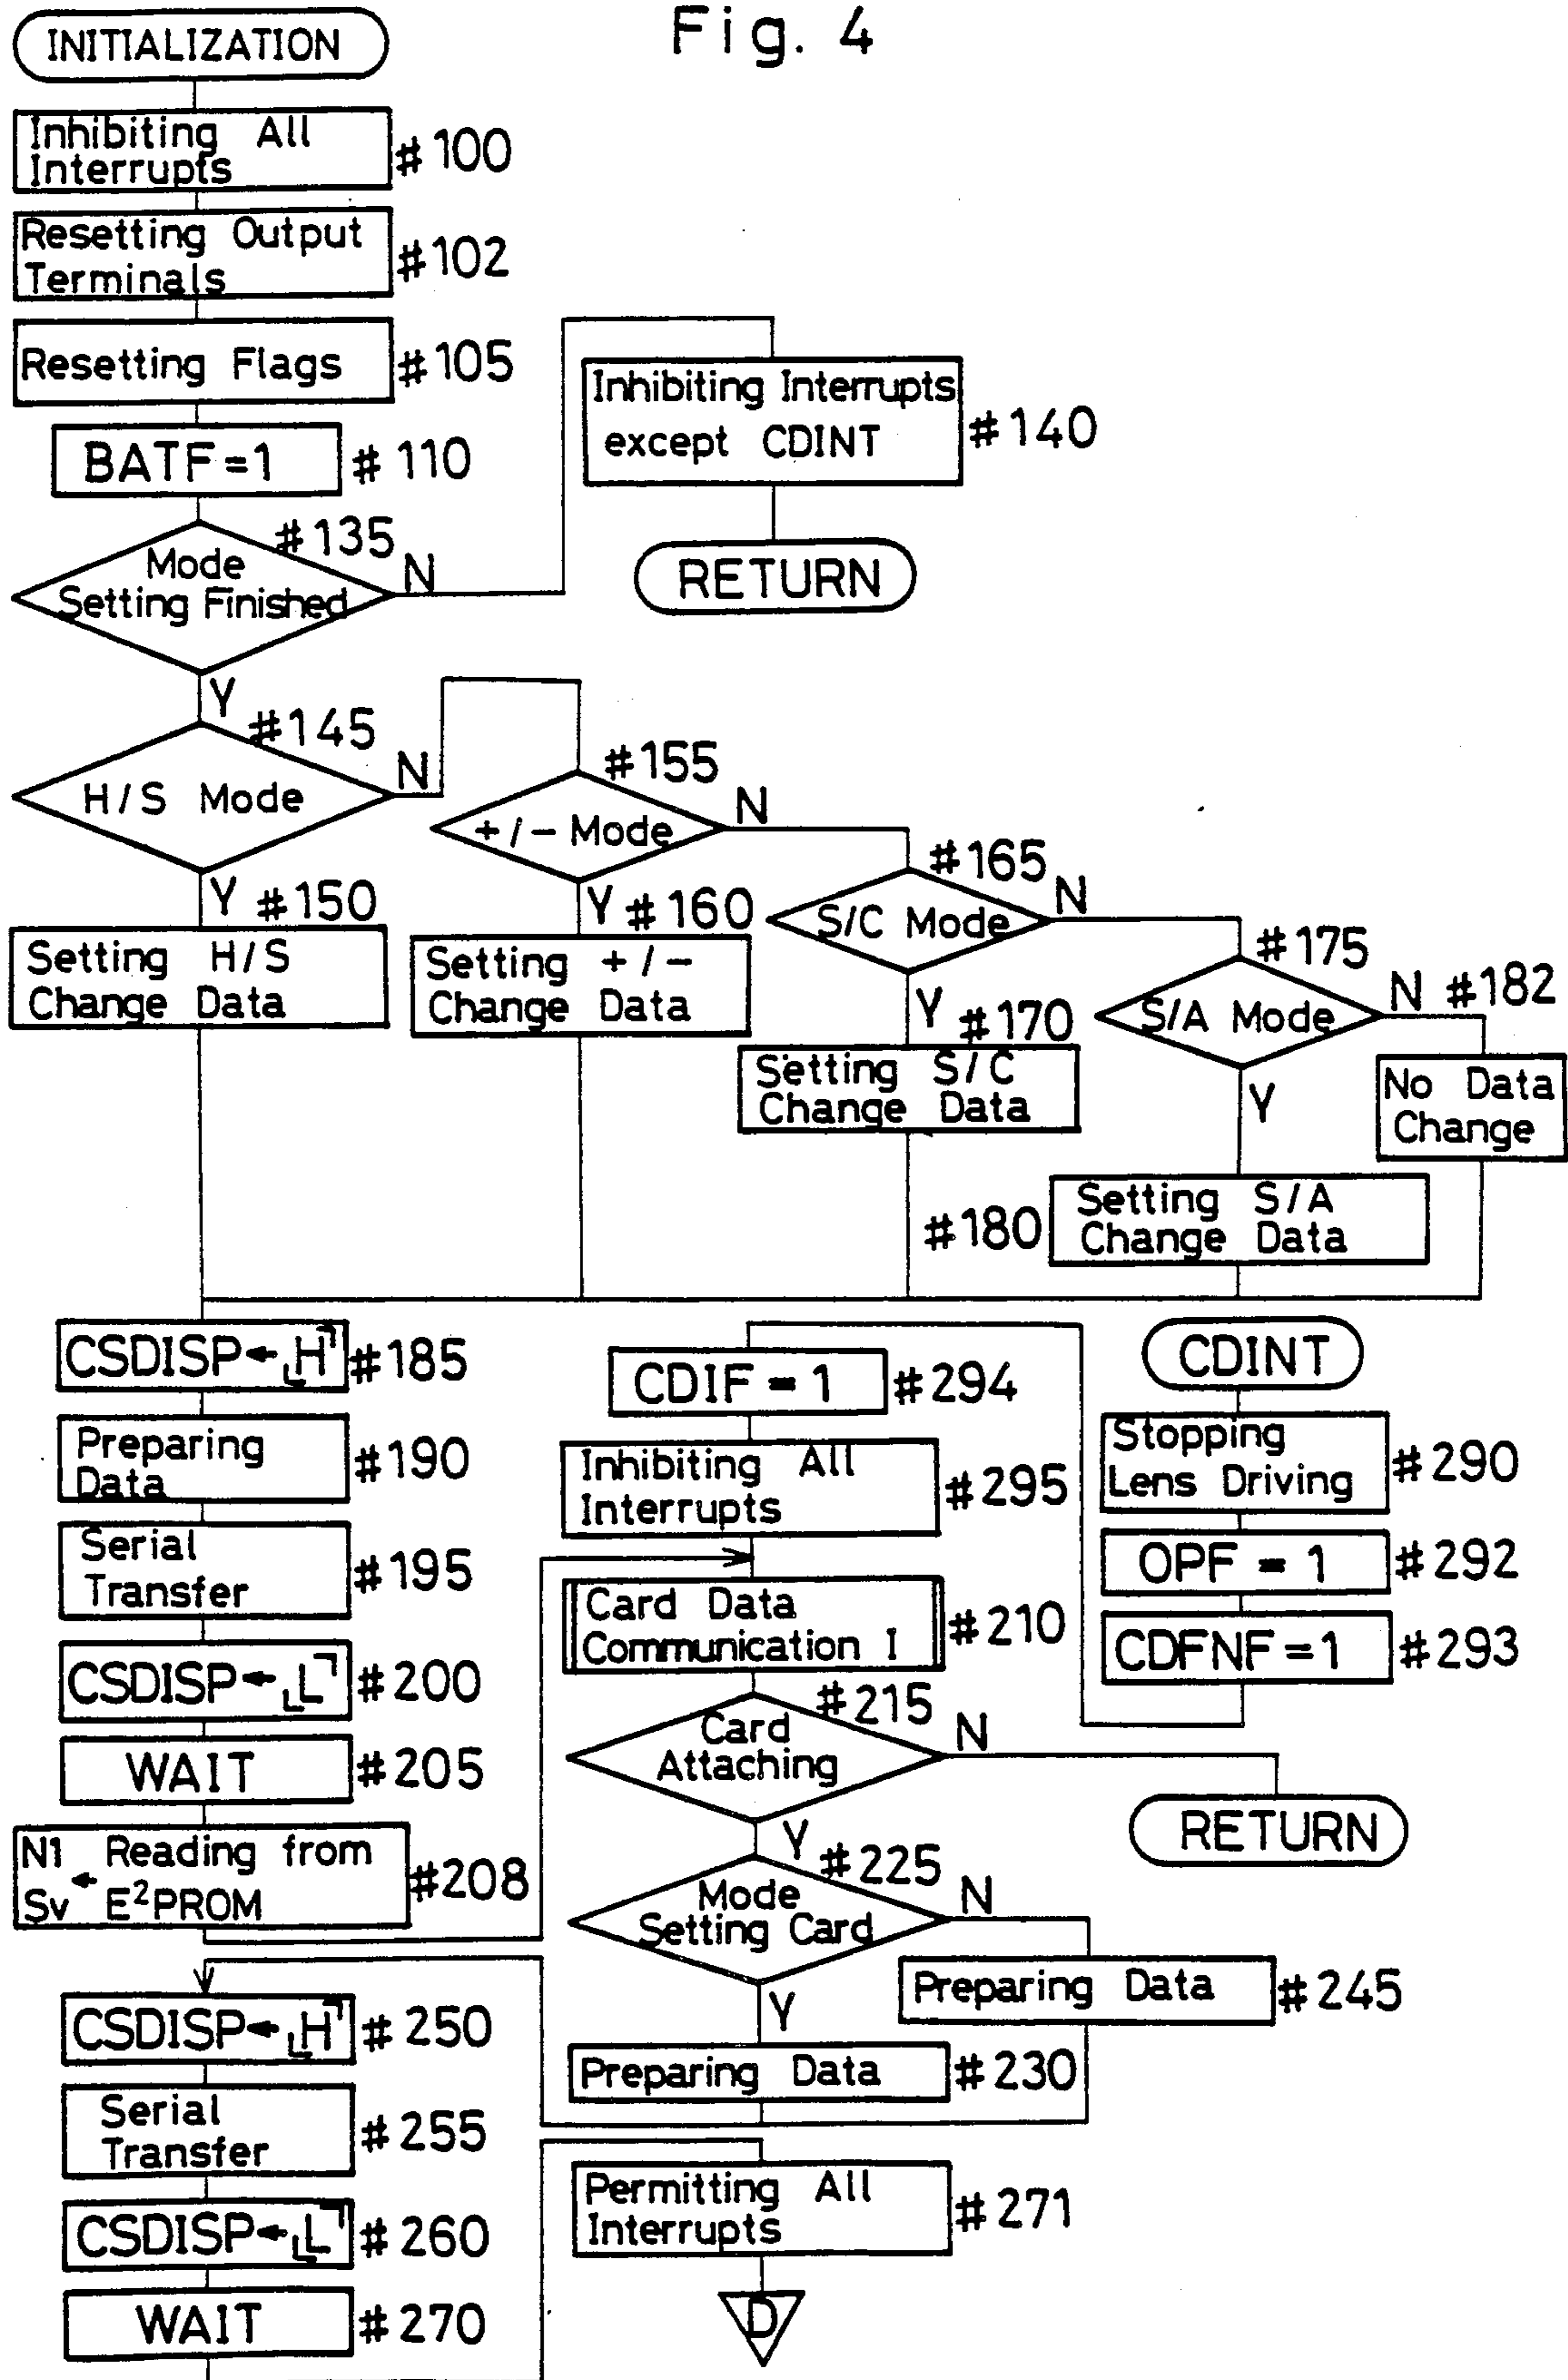 Fig. 4
INITIALIZATION
Inhibiting All
Interrupts
#100
Resetting Output
Terminals
#102
Resetting Flags
#105
BATF=1
#110
#135
Mode
Setting Finished
N
Y
Inhibiting Interrupts
except CDINT
#140
RETURN
#145
H/S Mode
N
Y
#150
Setting H/S
Change Data
#155
+/- Mode
N
Y
#160
Setting +/-
Change Data
#165
S/C Mode
N
Y
#170
Setting S/C
Change Data
#175
S/A Mode
N
#182
No Data
Change
Y
#180
Setting S/A
Change Data
CSDISP←⌞H⌝
#185
Preparing
Data
#190
Serial
Transfer
#195
CSDISP←⌞L⌝
#200
WAIT
#205
N1 Reading from
Sv ← E²PROM
#208
CDINT
Stopping
Lens Driving
#290
OPF = 1
#292
CDFNF=1
#293
CDIF = 1
#294
Inhibiting All
Interrupts
#295
Card Data
Communication I
#210
#215
Card
Attaching
N
RETURN
Y
#225
Mode
Setting Card
N
Preparing Data
#245
Y
Preparing Data
#230
CSDISP←⌞H⌝
#250
Serial
Transfer
#255
CSDISP←⌞L⌝
#260
WAIT
#270
Permitting All
Interrupts
#271
D